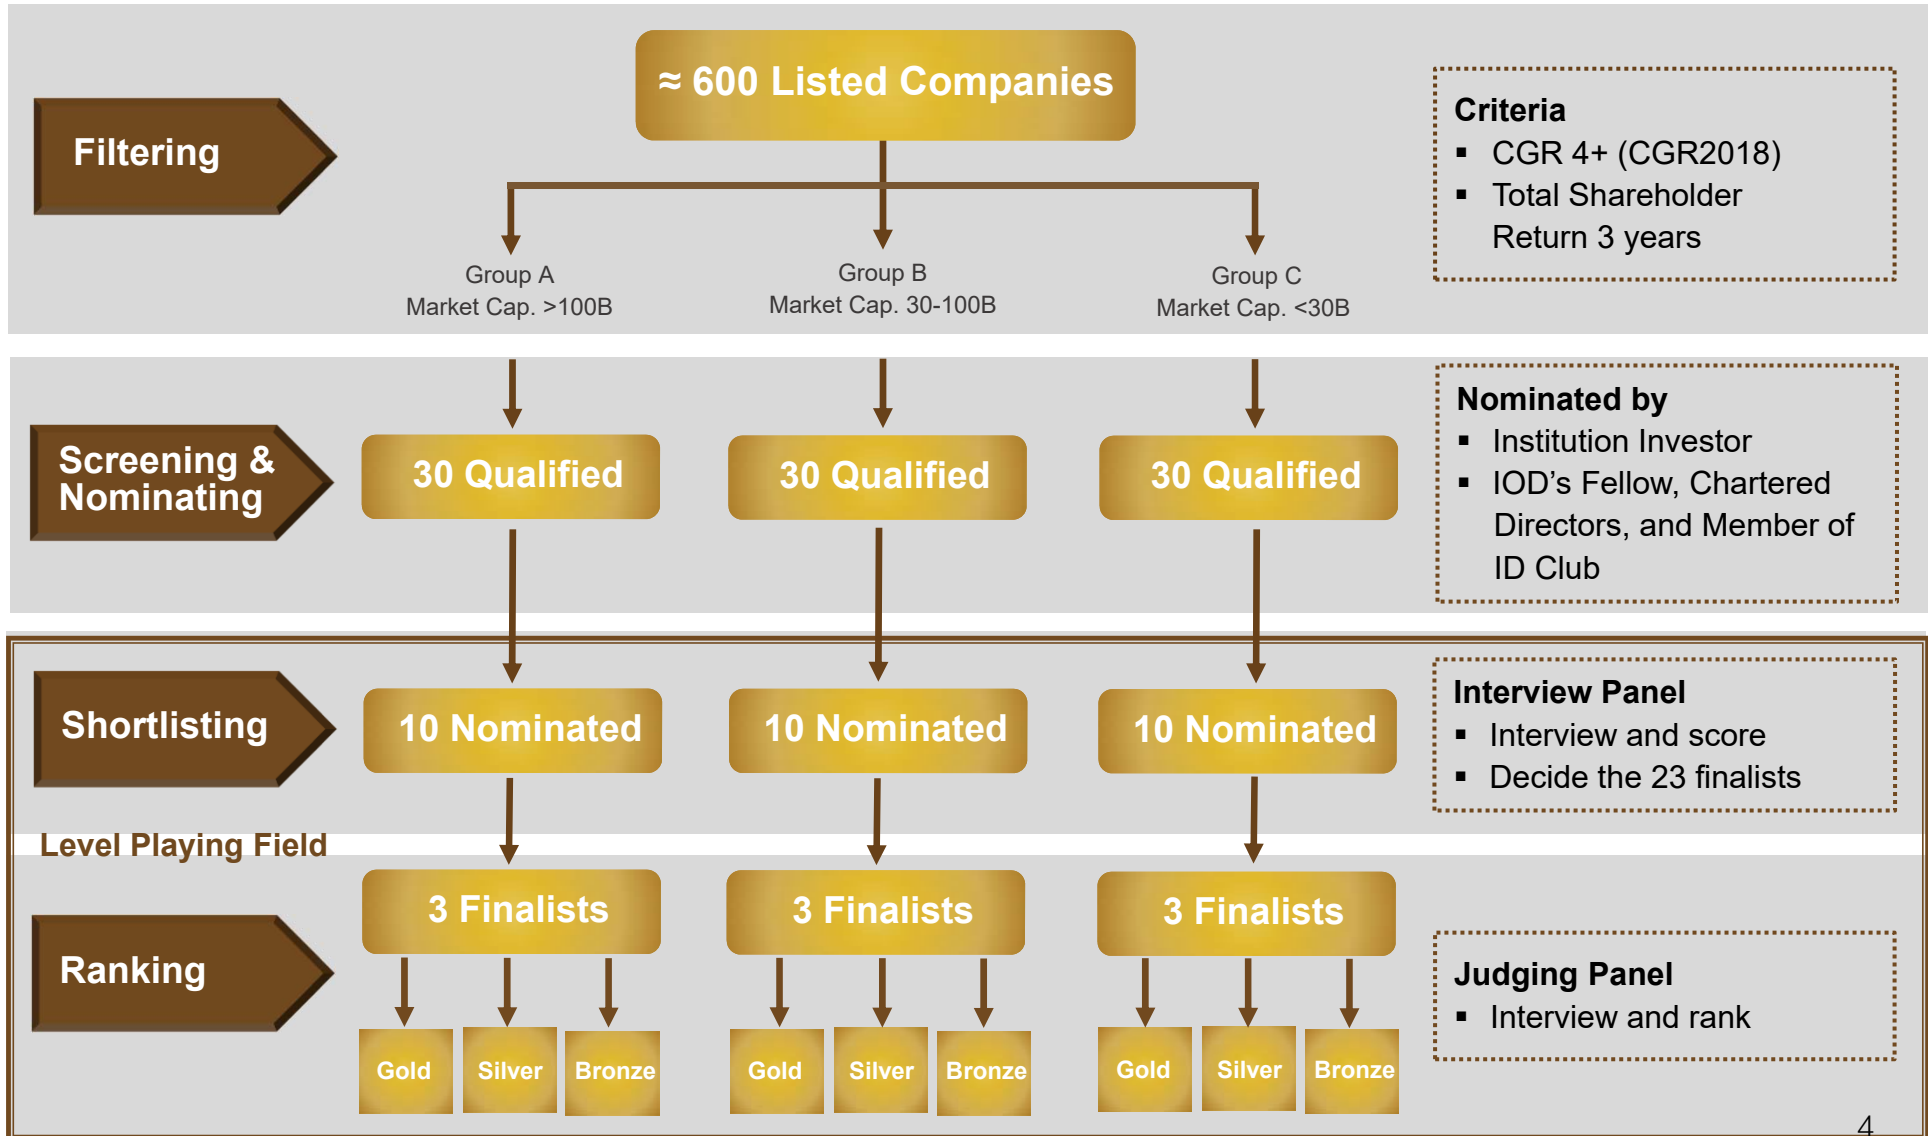 ≈ 600 Listed Companies
Filtering
Criteria
▪ CGR 4+ (CGR2018)
▪ Total Shareholder
Return 3 years
Group A
Market Cap. >100B
Group B
Market Cap. 30-100B
Group C
Market Cap. <30B
Screening &
Nominating
30 Qualified
30 Qualified
30 Qualified
Nominated by
▪ Institution Investor
▪ IOD’s Fellow, Chartered
Directors, and Member of
ID Club
Shortlisting
10 Nominated
10 Nominated
10 Nominated
Interview Panel
▪ Interview and score
▪ Decide the 23 finalists
Level Playing Field
Ranking
3 Finalists
3 Finalists
3 Finalists
Gold
Silver
Bronze
Gold
Silver
Bronze
Gold
Silver
Bronze
Judging Panel
▪ Interview and rank
4